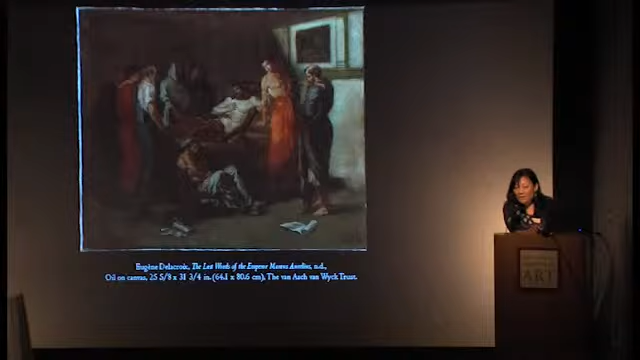 Eugène Delacroix, The Last Words of the Emperor Marcus Aurelius, n.d.,
Oil on canvas, 25 5/8 x 31 3/4 in. (64.1 x 80.6 cm), The van Asch van Wyck Trust.
ART